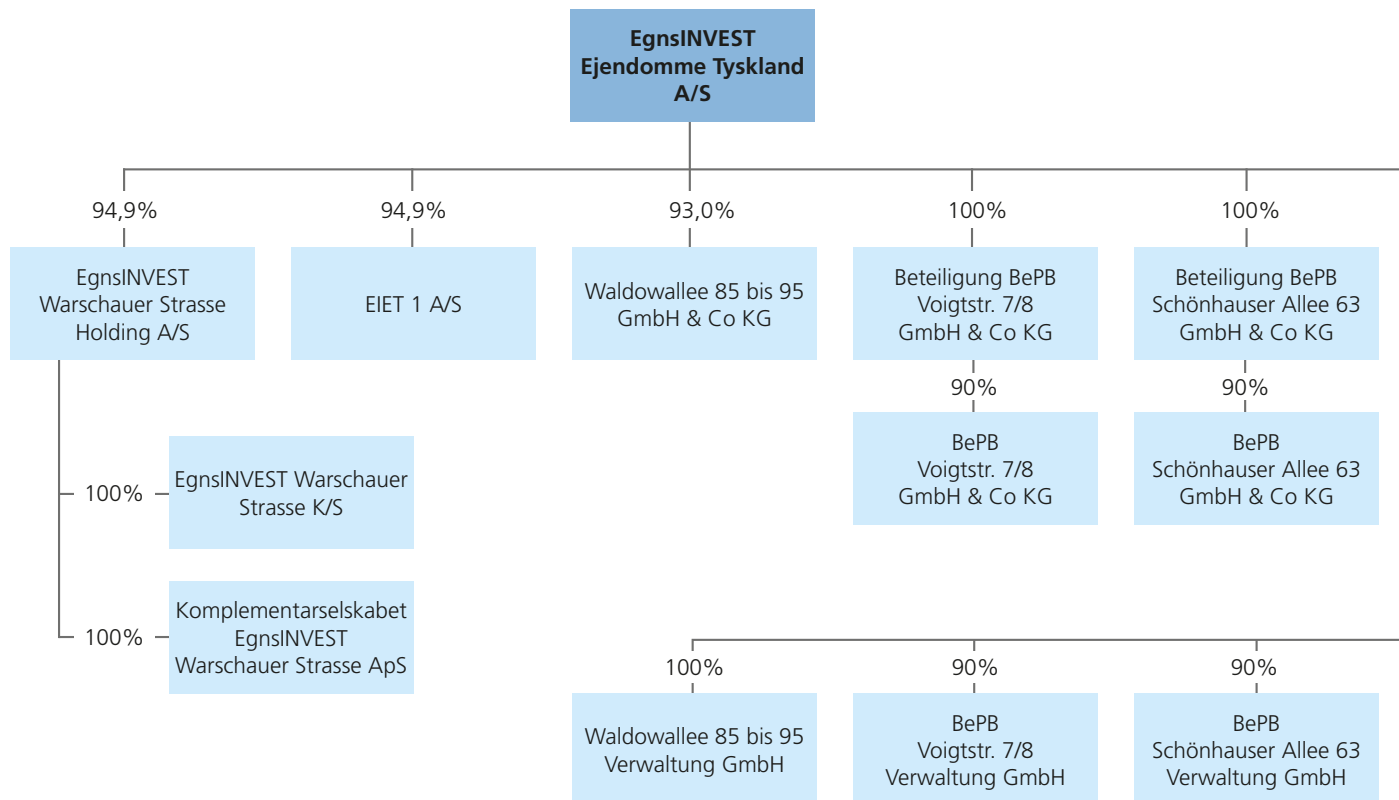 EgnsINVEST
Ejendomme Tyskland
A/S
94,9%
94,9%
93,0%
100%
100%
EgnsINVEST
Warschauer Strasse
Holding A/S
EIET 1 A/S
Waldowallee 85 bis 95
GmbH & Co KG
Beteiligung BePB
Voigtstr. 7/8
GmbH & Co KG
Beteiligung BePB
Schönhauser Allee 63
GmbH & Co KG
90%
90%
BePB
Voigtstr. 7/8
GmbH & Co KG
BePB
Schönhauser Allee 63
GmbH & Co KG
100%
EgnsINVEST Warschauer
Strasse K/S
100%
Komplementarselskabet
EgnsINVEST
Warschauer Strasse ApS
100%
90%
90%
Waldowallee 85 bis 95
Verwaltung GmbH
BePB
Voigtstr. 7/8
Verwaltung GmbH
BePB
Schönhauser Allee 63
Verwaltung GmbH